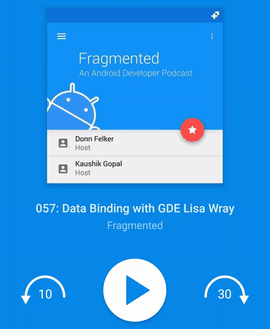 Fragmented
An Android Developer Podcast
Donn Felker
Host
Kaushik Gopal
Host
057: Data Binding with GDE Lisa Wray
Fragmented
10
30